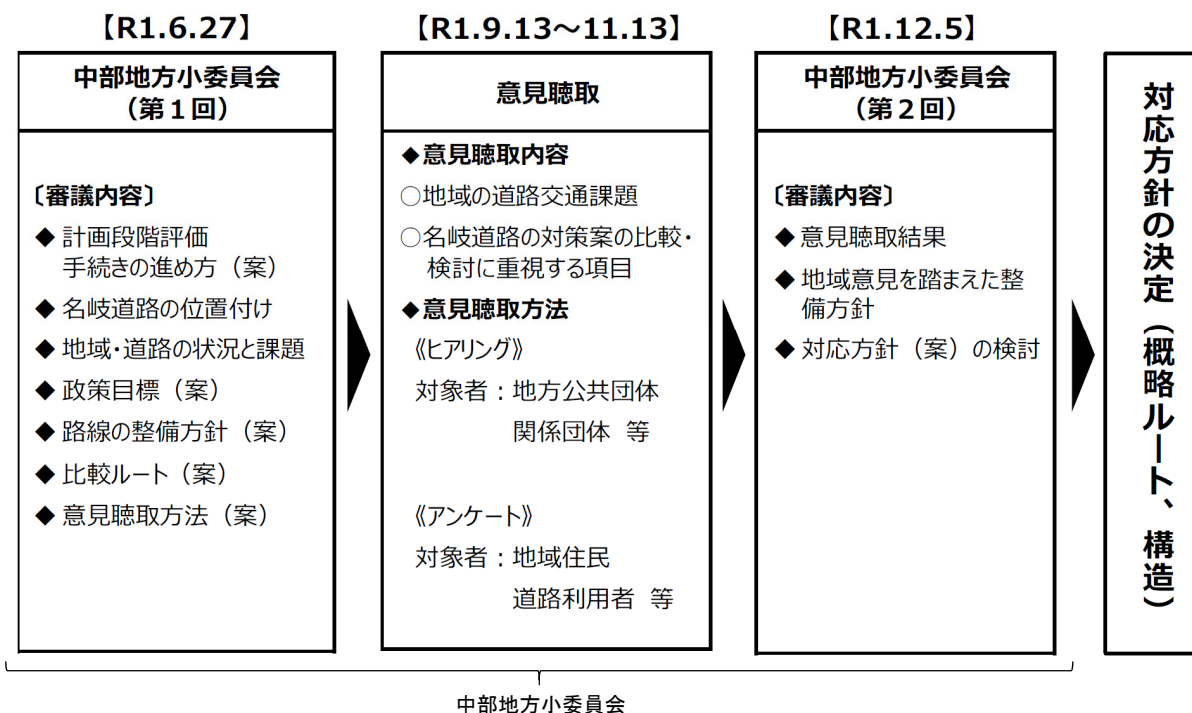 【R1.6.27】
中部地方小委員会
（第１回）
〔審議内容〕
◆ 計画段階評価
手続きの進め方（案）
◆ 名岐道路の位置付け
◆ 地域・道路の状況と課題
◆ 政策目標（案）
◆ 路線の整備方針（案）
◆ 比較ルート（案）
◆ 意見聴取方法（案）
【R1.9.13～11.13】
意見聴取
◆意見聴取内容
○地域の道路交通課題
○名岐道路の対策案の比較・
検討に重視する項目
◆意見聴取方法
《ヒアリング》
対象者：地方公共団体
関係団体 等
《アンケート》
対象者：地域住民
道路利用者 等
【R1.12.5】
中部地方小委員会
（第２回）
〔審議内容〕
◆ 意見聴取結果
◆ 地域意見を踏まえた整
備方針
◆ 対応方針（案）の検討
対応方針の決定（概略ルート、構造）
中部地方小委員会